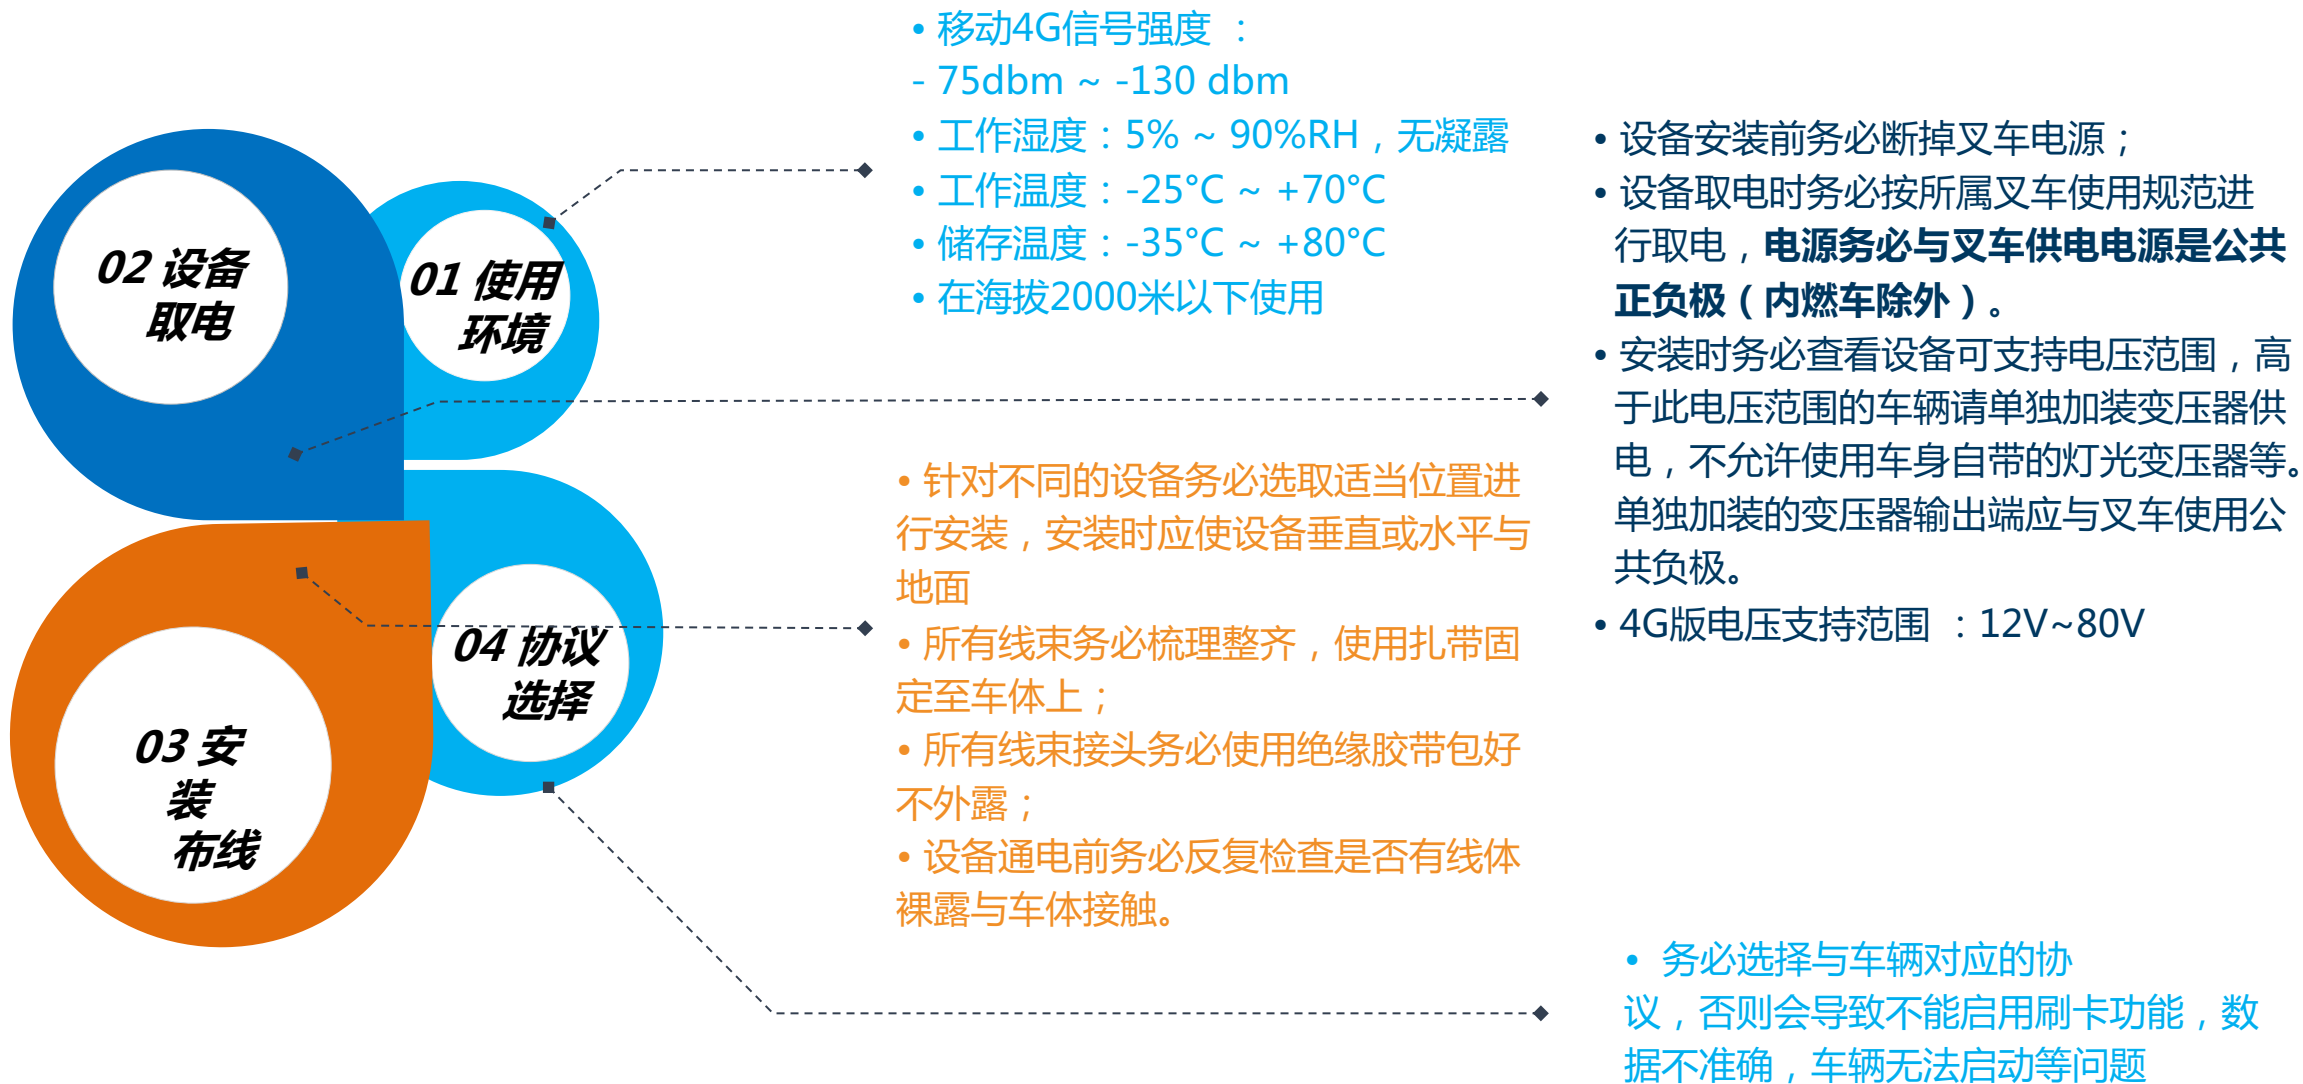 02 设备
取电
01 使用
环境
03 安
装
布线
04 协议
选择
• 移动4G信号强度 ：
- 75dbm ~ -130 dbm
• 工作湿度：5% ~ 90%RH，无凝露
• 工作温度：-25°C ~ +70°C
• 储存温度：-35°C ~ +80°C
• 在海拔2000米以下使用
• 设备安装前务必断掉叉车电源；
• 设备取电时务必按所属叉车使用规范进
行取电，电源务必与叉车供电电源是公共
正负极（内燃车除外）。
• 安装时务必查看设备可支持电压范围，高
于此电压范围的车辆请单独加装变压器供
电，不允许使用车身自带的灯光变压器等。
单独加装的变压器输出端应与叉车使用公
共负极。
• 4G版电压支持范围 ：12V~80V
• 针对不同的设备务必选取适当位置进
行安装，安装时应使设备垂直或水平与
地面
• 所有线束务必梳理整齐，使用扎带固
定至车体上；
• 所有线束接头务必使用绝缘胶带包好
不外露；
• 设备通电前务必反复检查是否有线体
裸露与车体接触。
• 务必选择与车辆对应的协
议，否则会导致不能启用刷卡功能，数
据不准确，车辆无法启动等问题